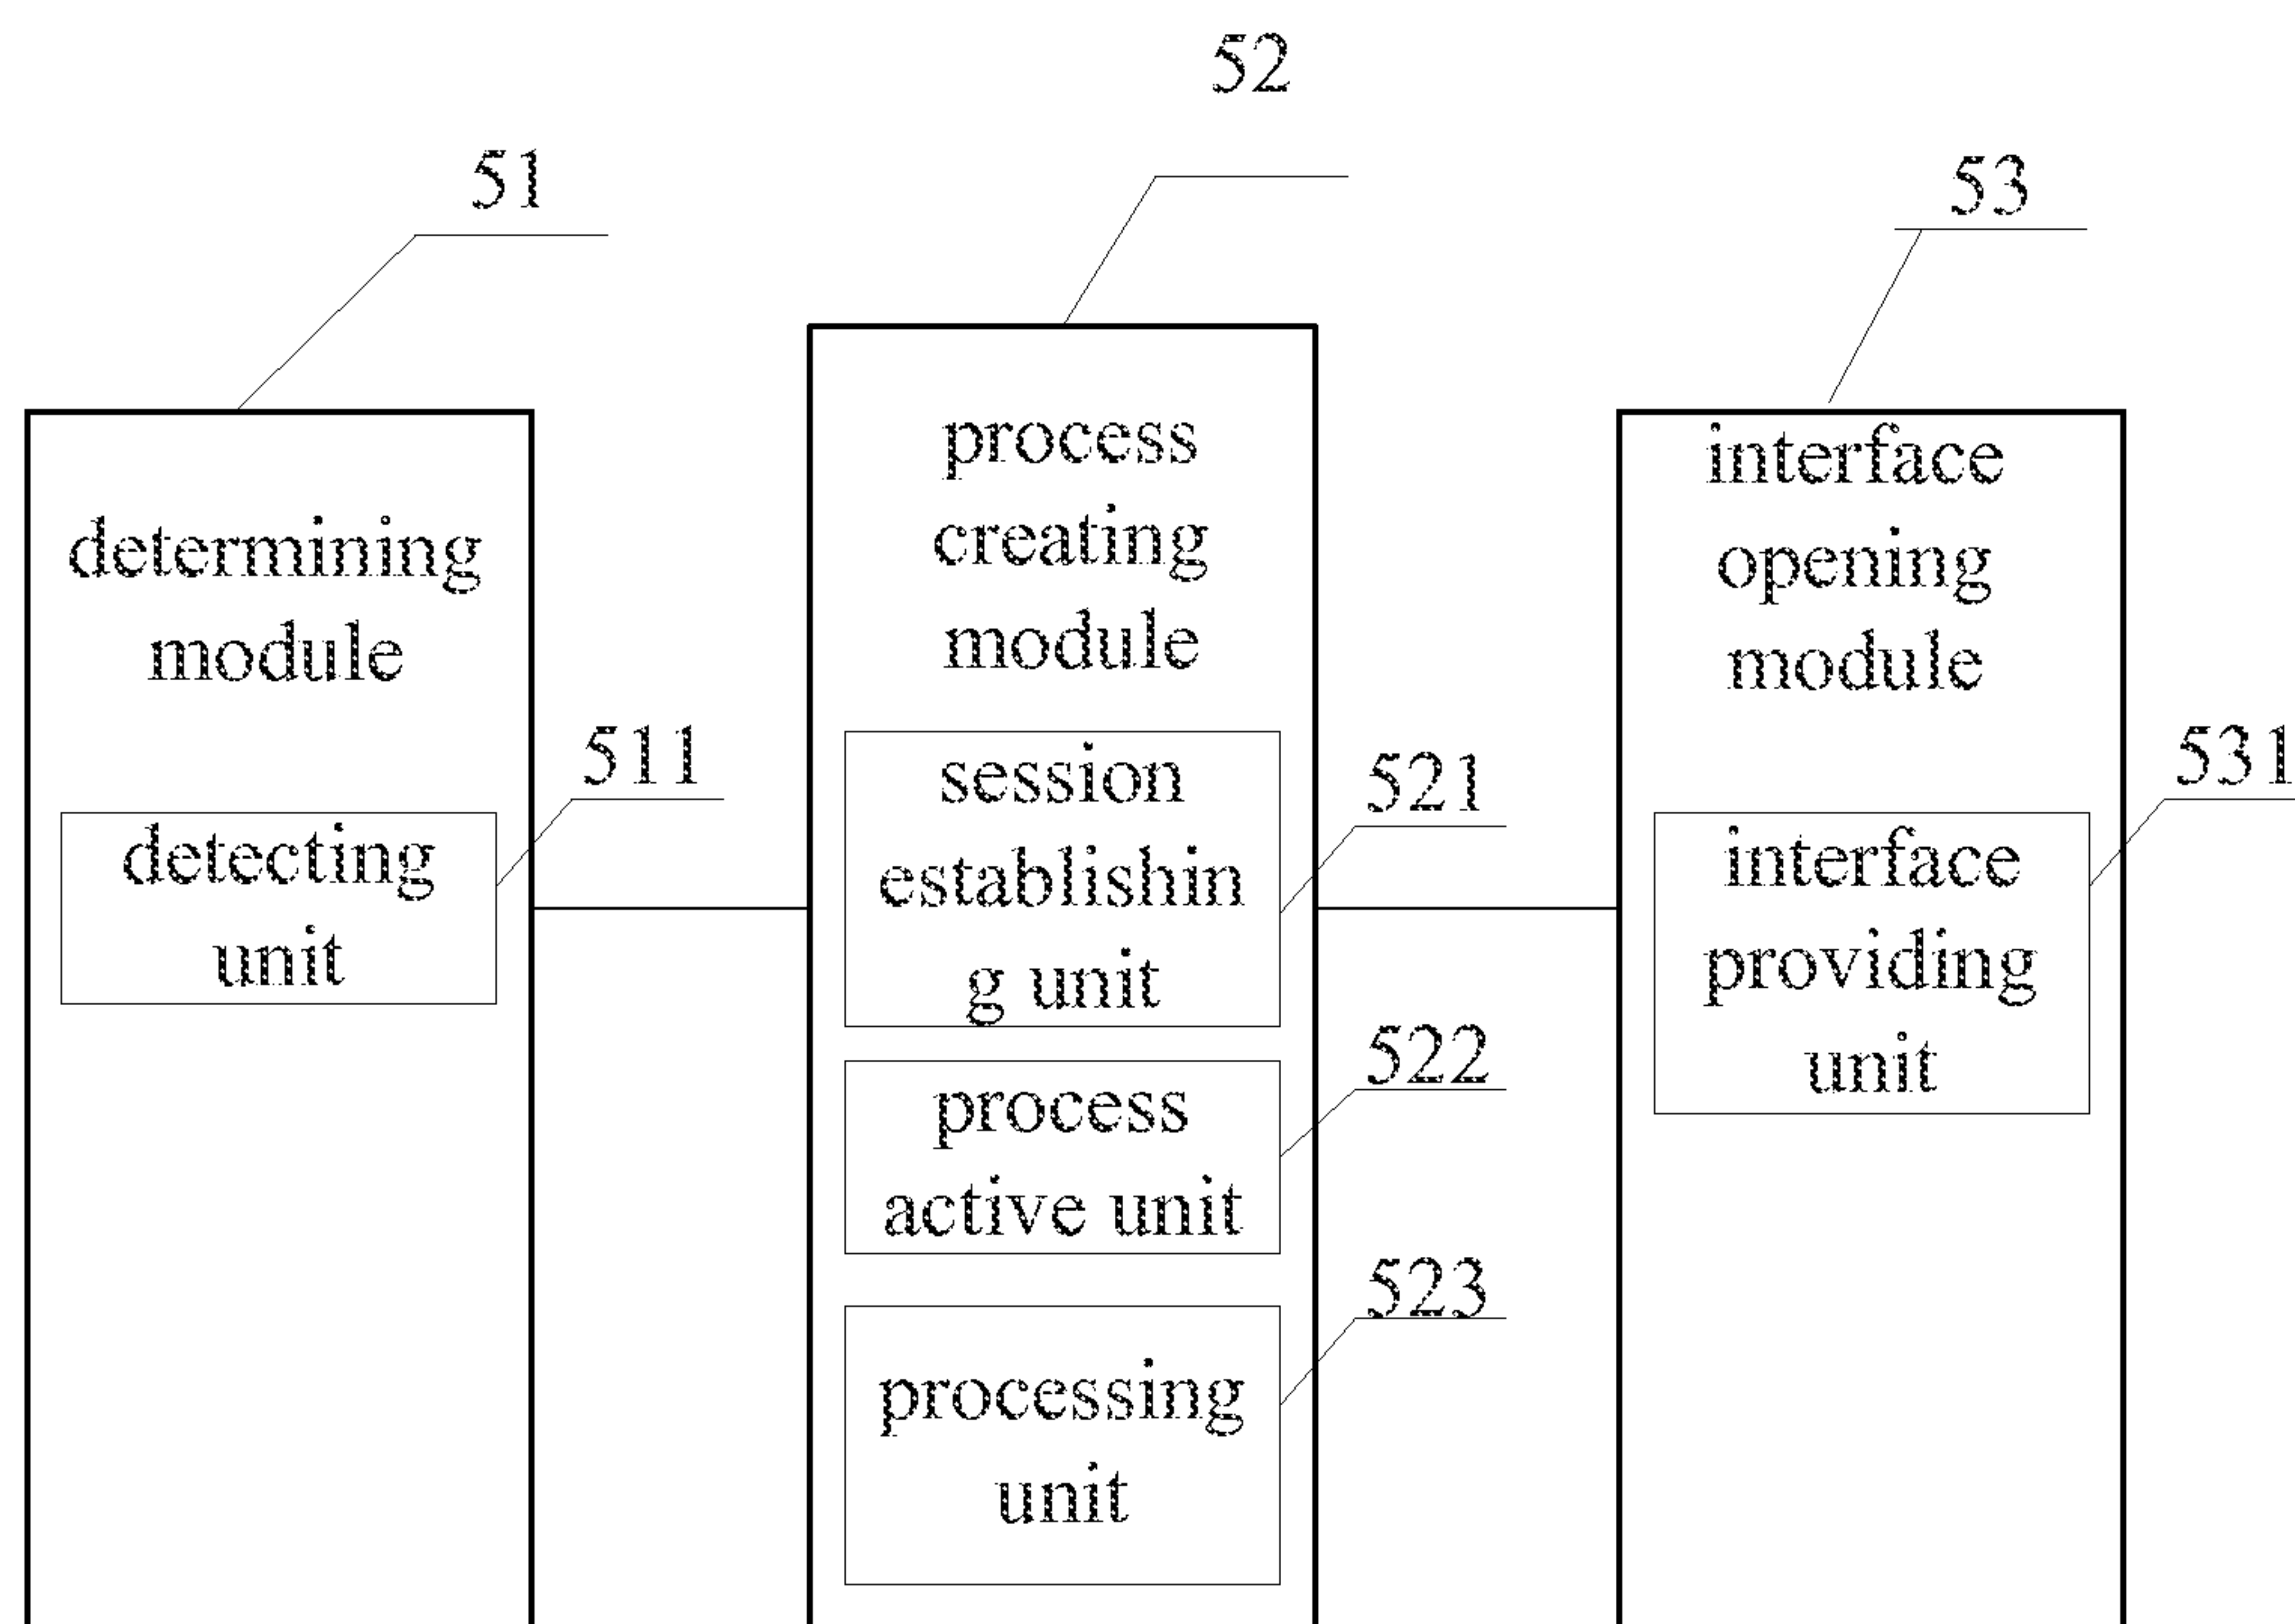 52
51
53
determining
module
511
detecting
unit
process
creating
module
session
establishin
g unit
521
process
active unit
522
processing
unit
523
interface
opening
module
interface
providing
unit
531